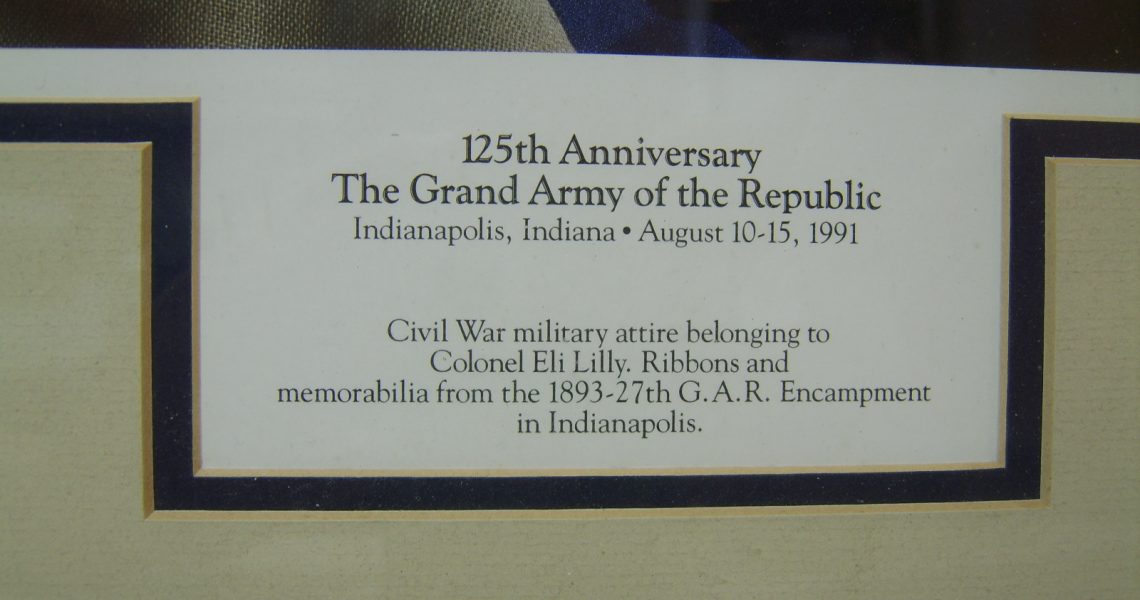 125th Anniversary
The Grand Army of the Republic
Indianapolis, Indiana • August 10-15, 1991
Civil War military attire belonging to
Colonel Eli Lilly. Ribbons and
memorabilia from the 1893-27th G.A.R. Encampment
in Indianapolis.